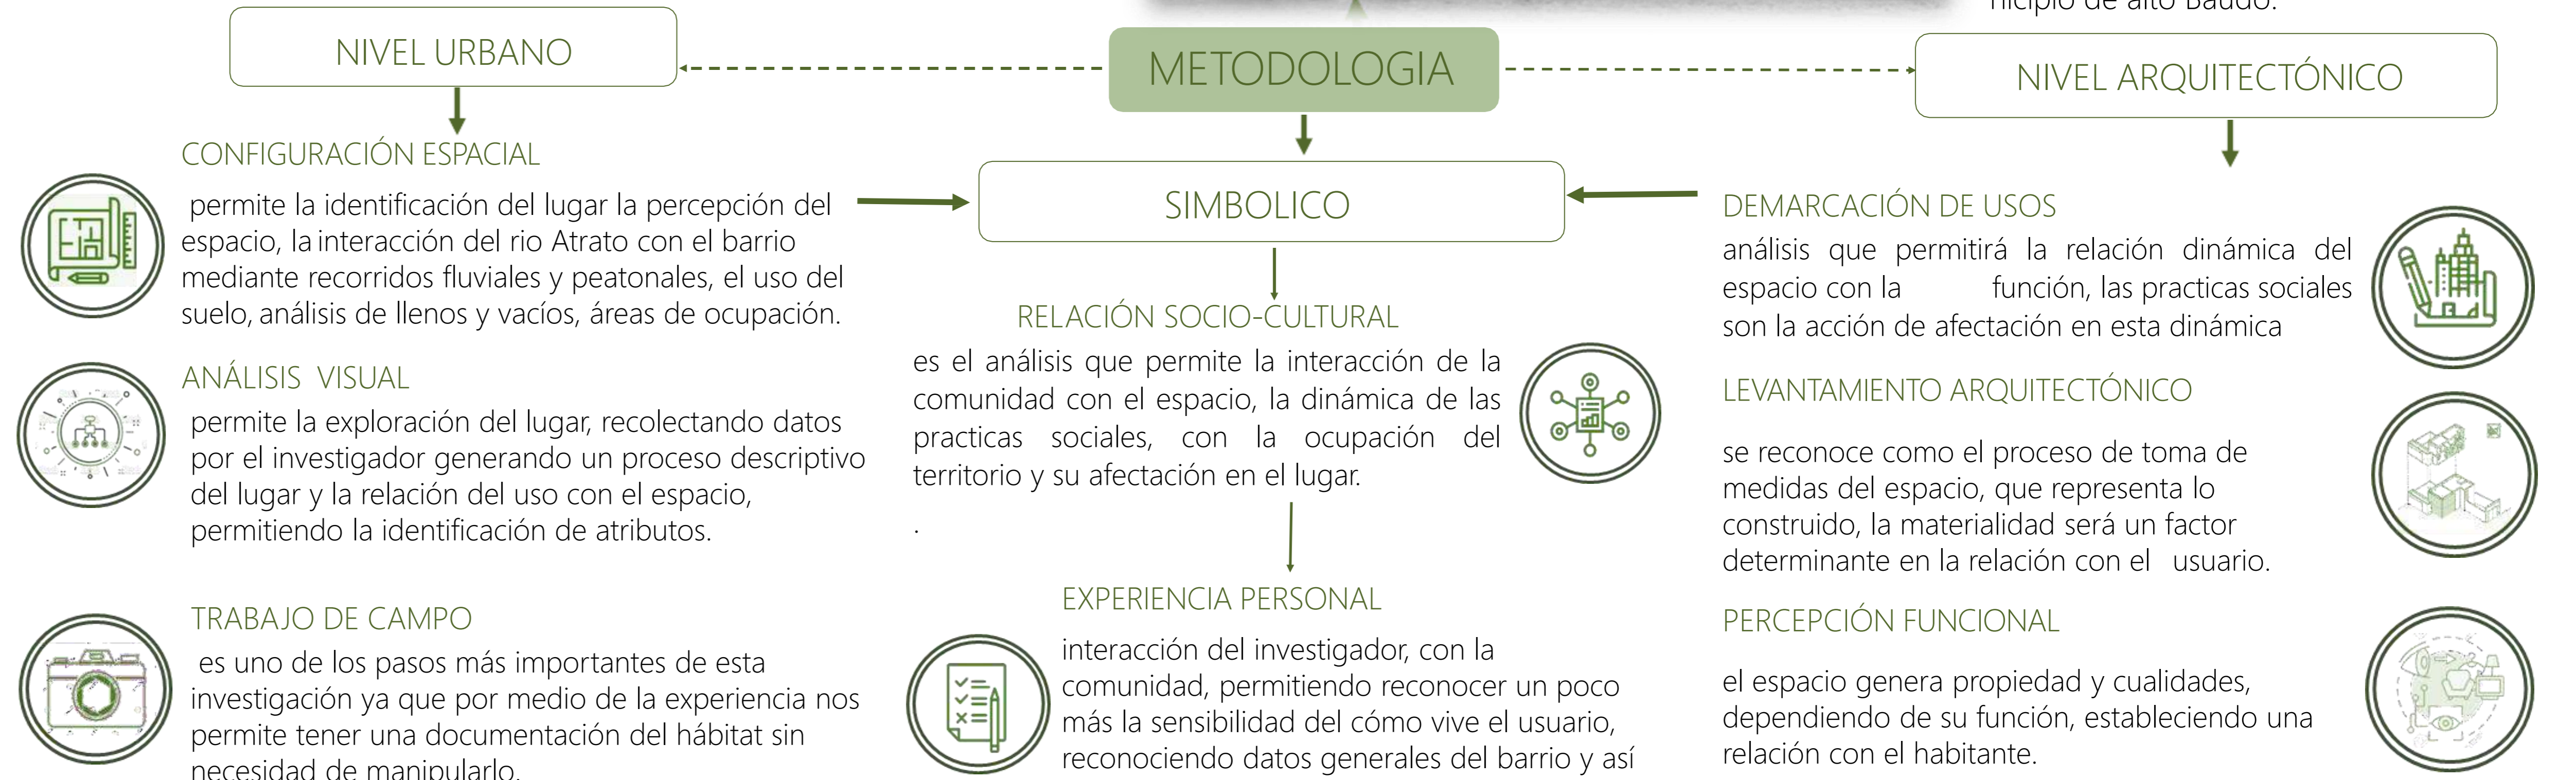 nicipio de alto Baudó.
METODOLOGIA
NIVEL URBANO
CONFIGURACIÓN ESPACIAL
permite la identificación del lugar la percepción del
espacio, la interacción del rio Atrato con el barrio
mediante recorridos fluviales y peatonales, el uso del
suelo, análisis de llenos y vacíos, áreas de ocupación.
ANÁLISIS VISUAL
permite la exploración del lugar, recolectando datos
por el investigador generando un proceso descriptivo
del lugar y la relación del uso con el espacio,
permitiendo la identificación de atributos.
TRABAJO DE CAMPO
es uno de los pasos más importantes de esta
investigación ya que por medio de la experiencia nos
permite tener una documentación del hábitat sin
necesidad de manipularlo.
SIMBOLICO
RELACIÓN SOCIO-CULTURAL
es el análisis que permite la interacción de la
comunidad con el espacio, la dinámica de las
practicas sociales, con la ocupación del
territorio y su afectación en el lugar.
.
EXPERIENCIA PERSONAL
interacción del investigador, con la
comunidad, permitiendo reconocer un poco
más la sensibilidad del cómo vive el usuario,
reconociendo datos generales del barrio y así
NIVEL ARQUITECTÓNICO
DEMARCACIÓN DE USOS
análisis que permitirá la relación dinámica del
espacio con la función, las practicas sociales
son la acción de afectación en esta dinámica
LEVANTAMIENTO ARQUITECTÓNICO
se reconoce como el proceso de toma de
medidas del espacio, que representa lo
construido, la materialidad será un factor
determinante en la relación con el usuario.
PERCEPCIÓN FUNCIONAL
el espacio genera propiedad y cualidades,
dependiendo de su función, estableciendo una
relación con el habitante.